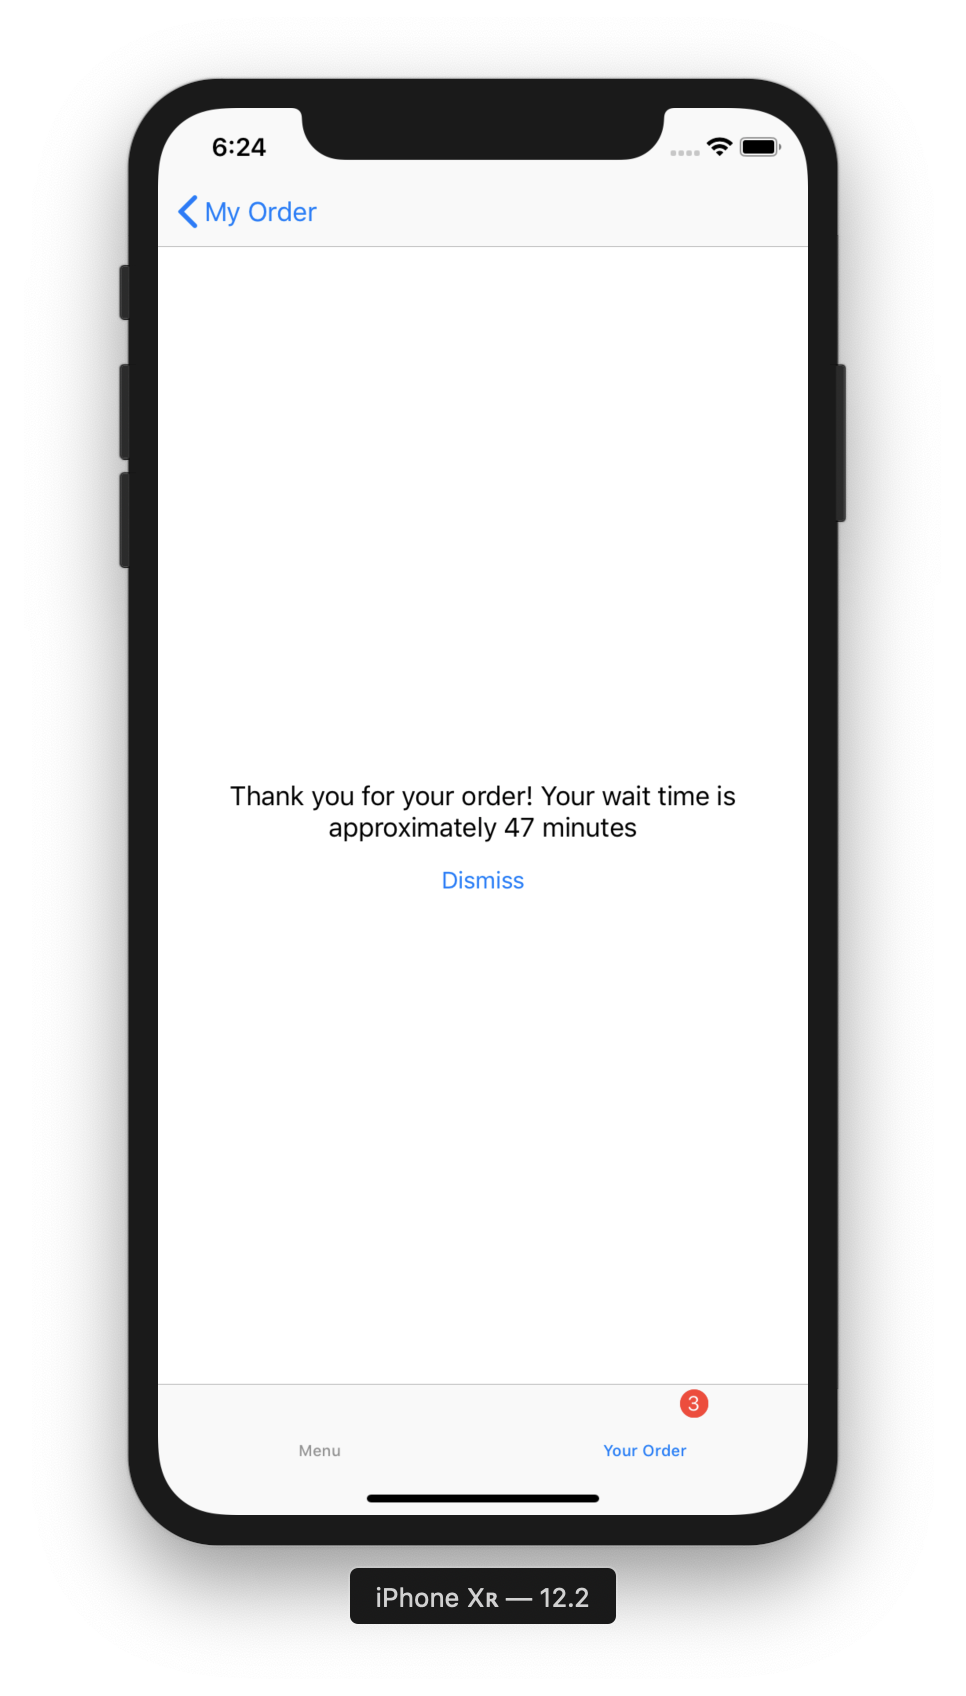 6:24
My Order
Thank you for your order! Your wait time is
approximately 47 minutes
Dismiss
3
Menu
Your Order
iPhone Xʀ — 12.2